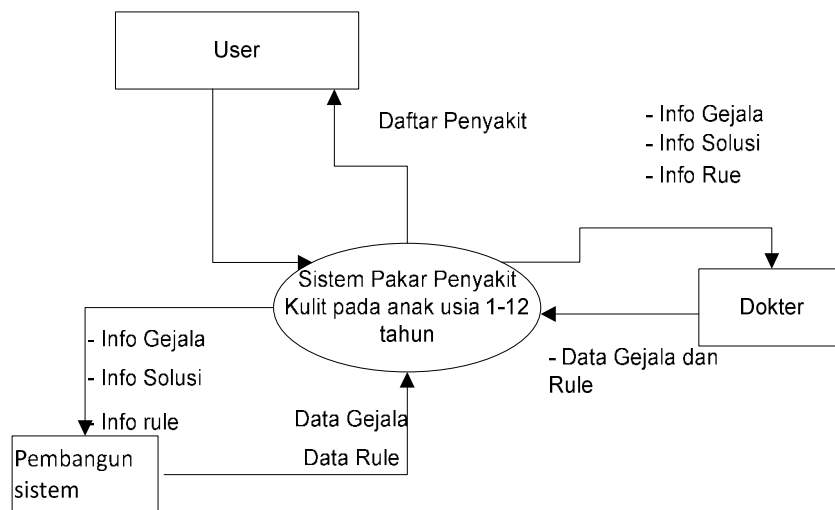 User
Daftar Penyakit
- Info Gejala
- Info Solusi
- Info Rue
Sistem Pakar Penyakit
Kulit pada anak usia 1-12
tahun
Dokter
- Info Gejala
- Info Solusi
- Info rule
- Data Gejala dan
Rule
Data Gejala
Data Rule
Pembangun
sistem